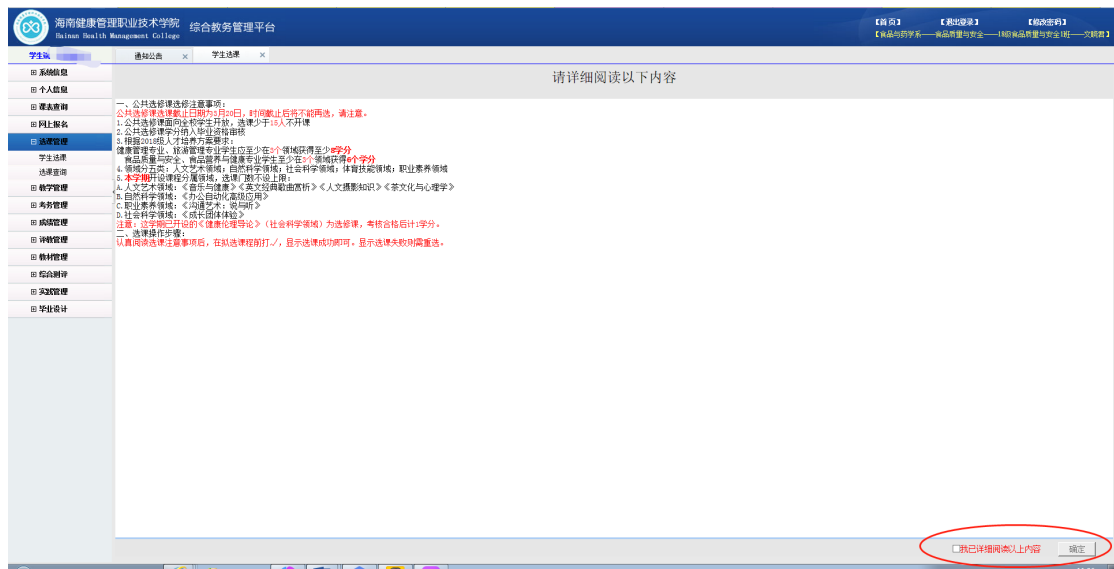 海南健康管理职业技术学院
Hainan Health Management College
综合教务管理平台
【首页】 【退出登录】 【修改密码】
【食品与药学系——食品质量与安全——18级食品质量与安全1班——文婧君】
通知公告 ×
学生选课 ×
系统信息
个人信息
课表查询
网上报名
选课管理
学生选课
选课查询
教学管理
考务管理
成绩管理
评教管理
教材管理
综合测评
实践管理
毕业设计
请详细阅读以下内容
一、公共选修课选修注意事项：
公共选修课选课截止日期为3月20日，时间截止后将不能再选，请注意。
1.公共选修课面向全校学生开放，选课少于15人不开课
2.公共选修课学分纳入毕业资格审核
3.根据2018级人才培养方案要求：
健康管理专业、旅游管理专业学生应至少在3个领域获得至少8学分
食品质量与安全、食品营养与健康专业学生至少在3个领域获得6个学分
4.领域分五类：人文艺术领域；自然科学领域；社会科学领域；体育技能领域；职业素养领域
5.本学期开设课程分属领域，选课门数不设上限：
A.人文艺术领域：《音乐与健康》《英文经典歌曲赏析》《人文摄影知识》《茶文化与心理学》
B.自然科学领域：《办公自动化高级应用》
C.职业素养领域：《沟通艺术：说与听》
D.社会科学领域：《成长团体体验》
注意：这学期已开设的《健康伦理导论》（社会科学领域）为选修课，考核合格后计1学分。
二、选课操作步骤：
认真阅读选课注意事项后，在拟选课程前打✓，显示选课成功即可。显示选课失败则需重选。
我已详细阅读以上内容
确定